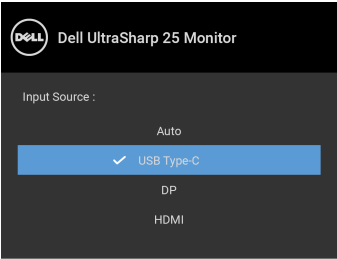 DELL Dell UltraSharp 25 Monitor
Input Source :
Auto
USB Type-C
DP
HDMI